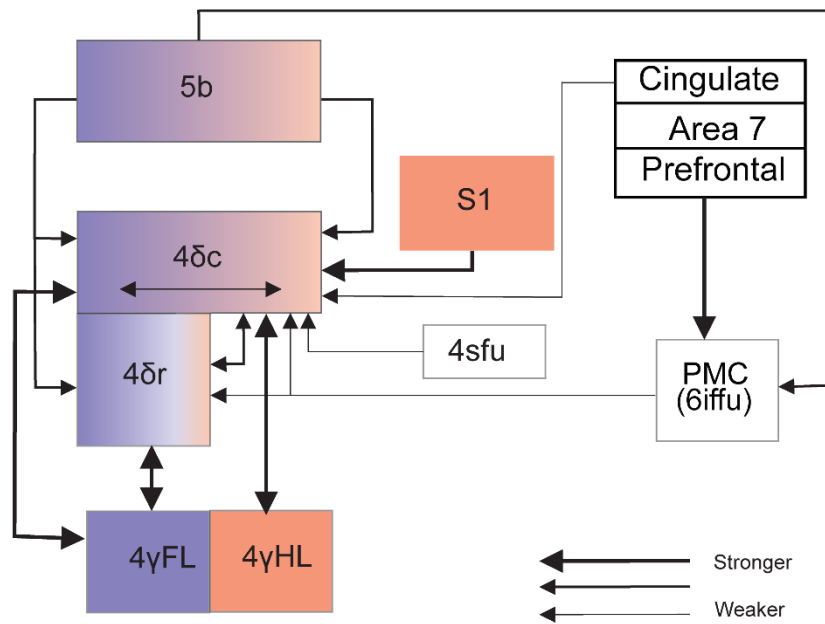 5b
Cingulate
Area 7
Prefrontal
S1
4δc
4sfu
4δr
PMC
(6iffu)
4γFL
4γHL
Stronger
Weaker